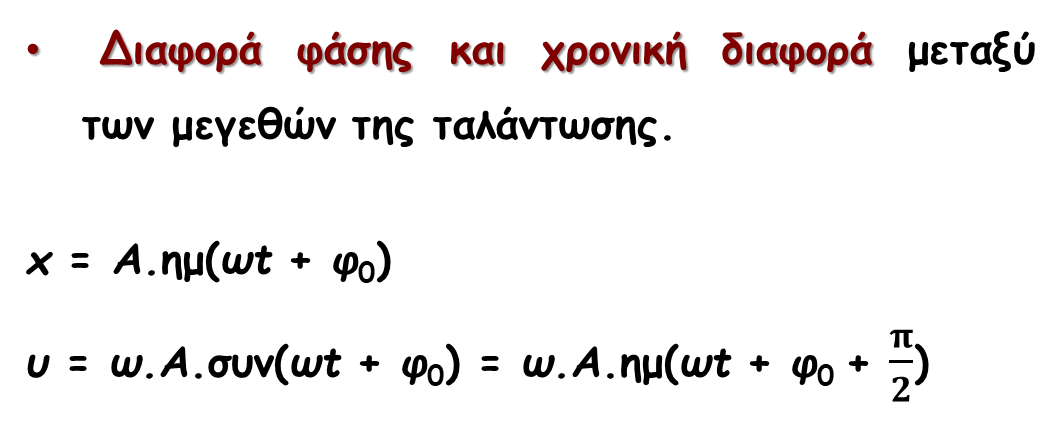 • Διαφορά φάσης και χρονική διαφορά μεταξύ
των μεγεθών της ταλάντωσης.
x = A.ημ(ωt + φ₀)
υ = ω.A.συν(ωt + φ₀) = ω.A.ημ(ωt + φ₀ + π/2)